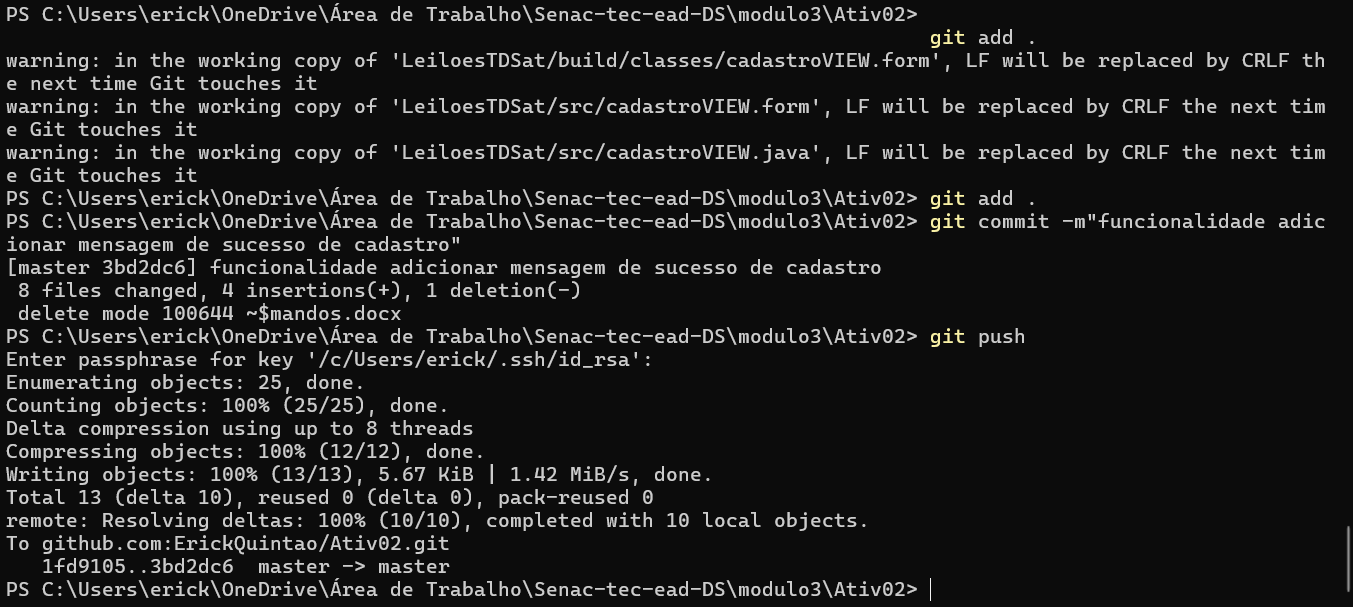 PS C:\Users\erick\OneDrive\Área de Trabalho\Senac-tec-ead-DS\modulo3\Ativ02>
git add .
warning: in the working copy of 'LeiloesTDSat/build/classes/cadastroVIEW.form', LF will be replaced by CRLF th
e next time Git touches it
warning: in the working copy of 'LeiloesTDSat/src/cadastroVIEW.form', LF will be replaced by CRLF the next tim
e Git touches it
warning: in the working copy of 'LeiloesTDSat/src/cadastroVIEW.java', LF will be replaced by CRLF the next tim
e Git touches it
PS C:\Users\erick\OneDrive\Área de Trabalho\Senac-tec-ead-DS\modulo3\Ativ02> git add .
PS C:\Users\erick\OneDrive\Área de Trabalho\Senac-tec-ead-DS\modulo3\Ativ02> git commit -m"funcionalidade adic
ionar mensagem de sucesso de cadastro"
[master 3bd2dc6] funcionalidade adicionar mensagem de sucesso de cadastro
 8 files changed, 4 insertions(+), 1 deletion(-)
 delete mode 100644 ~$mandos.docx
PS C:\Users\erick\OneDrive\Área de Trabalho\Senac-tec-ead-DS\modulo3\Ativ02> git push
Enter passphrase for key '/c/Users/erick/.ssh/id_rsa':
Enumerating objects: 25, done.
Counting objects: 100% (25/25), done.
Delta compression using up to 8 threads
Compressing objects: 100% (12/12), done.
Writing objects: 100% (13/13), 5.67 KiB | 1.42 MiB/s, done.
Total 13 (delta 10), reused 0 (delta 0), pack-reused 0
remote: Resolving deltas: 100% (10/10), completed with 10 local objects.
To github.com:ErickQuintao/Ativ02.git
   1fd9105..3bd2dc6  master -> master
PS C:\Users\erick\OneDrive\Área de Trabalho\Senac-tec-ead-DS\modulo3\Ativ02>